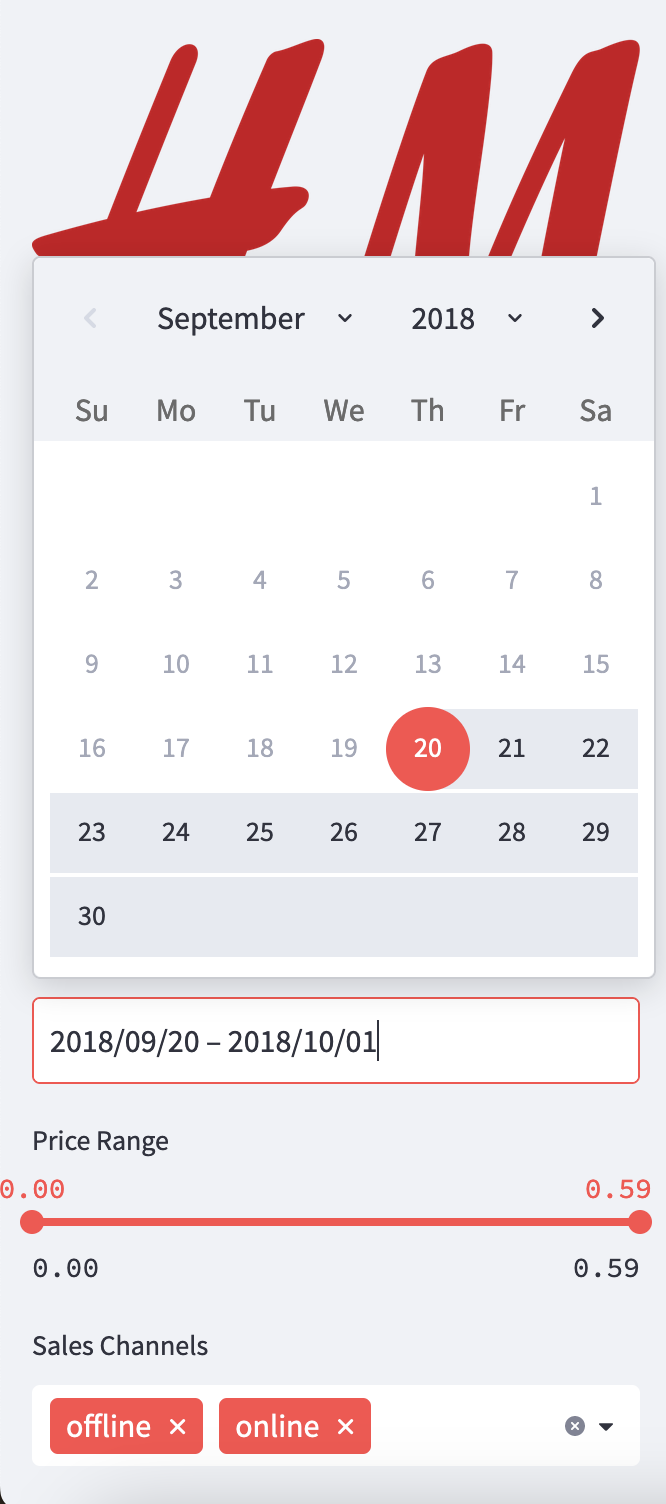 HM
September 2018
Su Mo Tu We Th Fr Sa
1
2 3 4 5 6 7 8
9 10 11 12 13 14 15
16 17 18 19 20 21 22
23 24 25 26 27 28 29
30
2018/09/20 – 2018/10/01
Price Range
0.00 0.59
0.00 0.59
Sales Channels
offline online